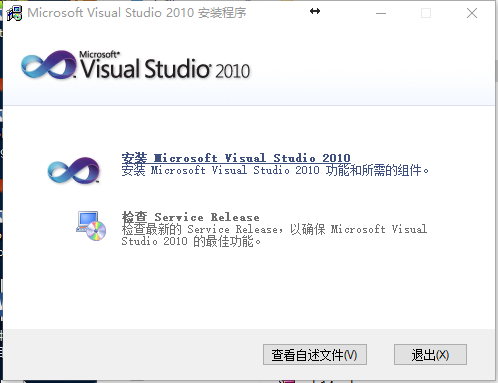 Microsoft Visual Studio 2010 安装程序
Microsoft®
Visual Studio® 2010
安装 Microsoft Visual Studio 2010
安装 Microsoft Visual Studio 2010 功能和所需的组件。
检查 Service Release
检查最新的 Service Release，以确保 Microsoft Visual
Studio 2010 的最佳功能。
查看自述文件(V)
退出(X)